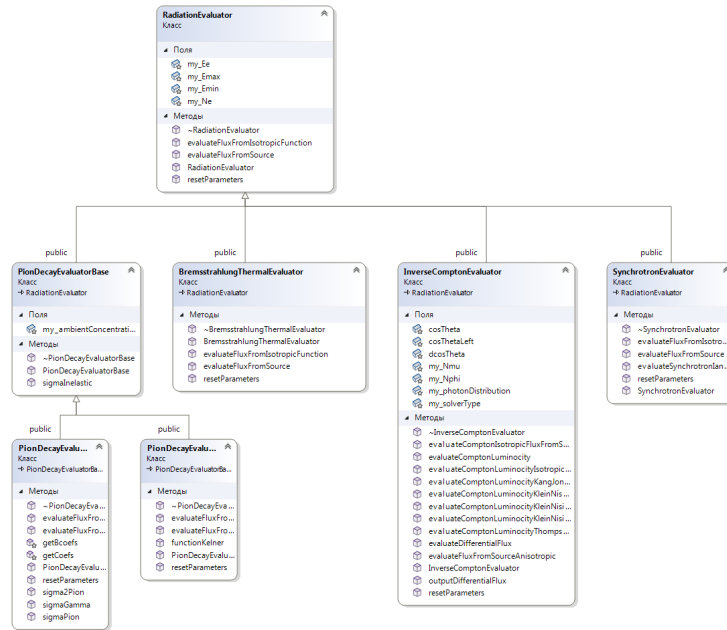 RadiationEvaluator
Класс
Поля
my_Ee
my_Emax
my_Emin
my_Ne
Методы
~RadiationEvaluator
evaluateFluxFromIsotropicFunction
evaluateFluxFromSource
RadiationEvaluator
resetParameters
public
public
public
public
PionDecayEvaluatorBase
Класс
RadiationEvaluator
Поля
my_ambientConcentrati...
Методы
~PionDecayEvaluatorBase
PionDecayEvaluatorBase
sigmaInelastic
BremsstrahlungThermalEvaluator
Класс
RadiationEvaluator
Методы
~BremsstrahlungThermalEvaluator
BremsstrahlungThermalEvaluator
evaluateFluxFromIsotropicFunction
evaluateFluxFromSource
resetParameters
InverseComptonEvaluator
Класс
RadiationEvaluator
Поля
cosTheta
cosThetaLeft
dcosTheta
my_Nmu
my_Nphi
my_photonDistribution
my_solverType
Методы
~InverseComptonEvaluator
evaluateComptonIsotropicFluxFromS...
evaluateComptonLuminocity
evaluateComptonLuminocityIsotropic...
evaluateComptonLuminocityKangJon...
evaluateComptonLuminocityKleinNis...
evaluateComptonLuminocityKleinNisi...
evaluateComptonLuminocityKleinNisi...
evaluateComptonLuminocityThomps...
evaluateDifferentialFlux
evaluateFluxFromSourceAnisotropic
InverseComptonEvaluator
outputDifferentialFlux
resetParameters
SynchrotronEvaluator
Класс
RadiationEvaluator
Методы
~SynchrotronEvaluator
evaluateFluxFromIsotro...
evaluateFluxFromSource
evaluateSynchrotronIan...
resetParameters
SynchrotronEvaluator
public
public
PionDecayEvalu...
Класс
PionDecayEvaluatorBa...
Методы
~PionDecayEva...
evaluateFluxFro...
evaluateFluxFro...
getBcoefs
getCoefs
PionDecayEvalu...
resetParameters
sigma2Pion
sigmaGamma
sigmaPion
PionDecayEvalu...
Класс
PionDecayEvaluatorBa...
Методы
~PionDecayEva...
evaluateFluxFro...
evaluateFluxFro...
functionKelner
PionDecayEvalu...
resetParameters